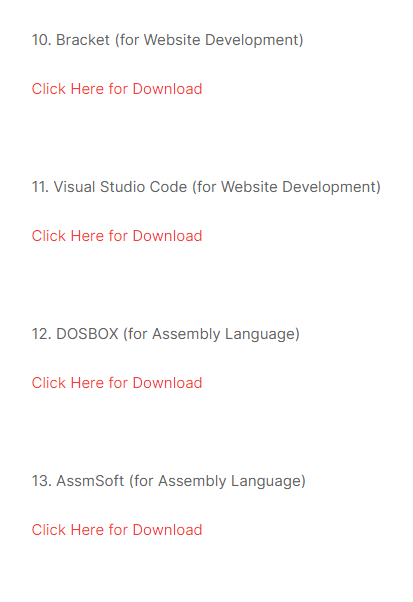 10. Bracket (for Website Development)
Click Here for Download
11. Visual Studio Code (for Website Development)
Click Here for Download
12. DOSBOX (for Assembly Language)
Click Here for Download
13. AssmSoft (for Assembly Language)
Click Here for Download